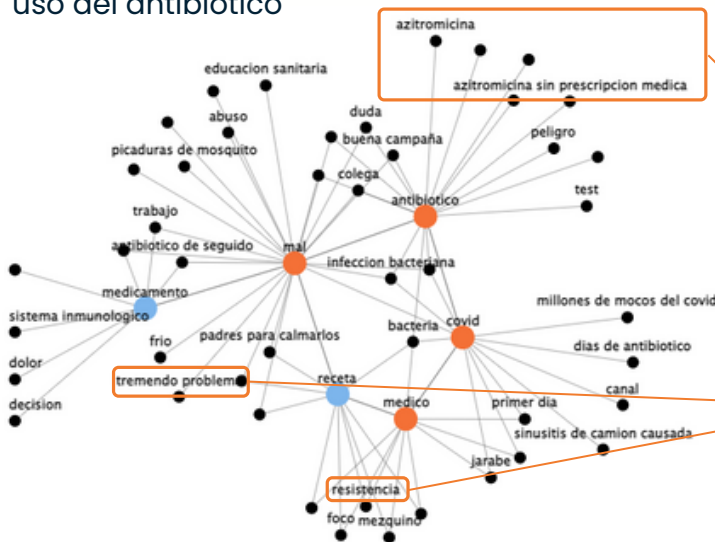 uso del antibiótico
azitromicina
educacion sanitaria
azitromicina sin prescripcion medica
abuso
duda
buena campaña
peligro
picaduras de mosquito
colega
test
antibiotico
trabajo
antibiotico de seguido
mal
infeccion bacteriana
medicamento
millones de mocos del covid
sistema inmunologico
bacteria
covid
frio
padres para calmarlos
dias de antibiotico
dolor
tremendo problema
receta
canal
decision
medico
primer dia
sinusitis de camion causada
jarabe
resistencia
foco
mezquino